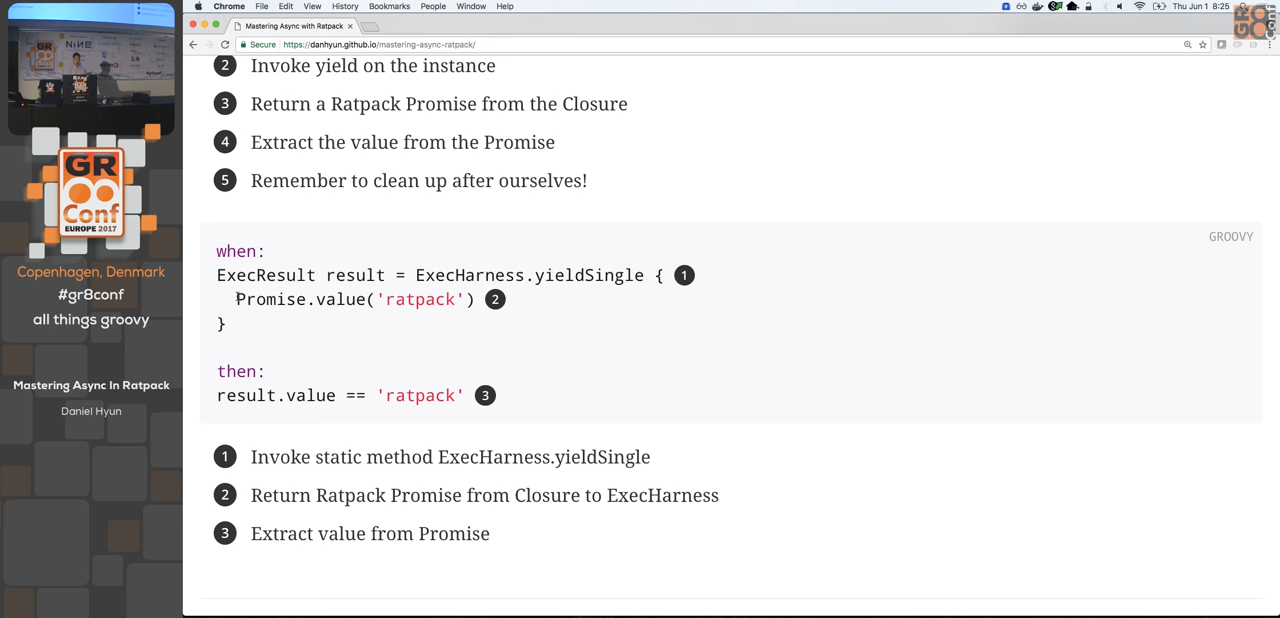 Chrome File Edit View History Bookmarks People Window Help Thu Jun 1 8:25
Mastering Async with Ratpack
Secure https://danhyun.github.io/mastering-async-ratpack/
2 Invoke yield on the instance
3 Return a Ratpack Promise from the Closure
4 Extract the value from the Promise
5 Remember to clean up after ourselves!
GROOVY
when:
ExecResult result = ExecHarness.yieldSingle { 1
Promise.value('ratpack') 2
}
then:
result.value == 'ratpack' 3
1 Invoke static method ExecHarness.yieldSingle
2 Return Ratpack Promise from Closure to ExecHarness
3 Extract value from Promise
GR
Conf
EUROPE 2017
Copenhagen, Denmark
#gr8conf
all things groovy
Mastering Async In Ratpack
Daniel Hyun